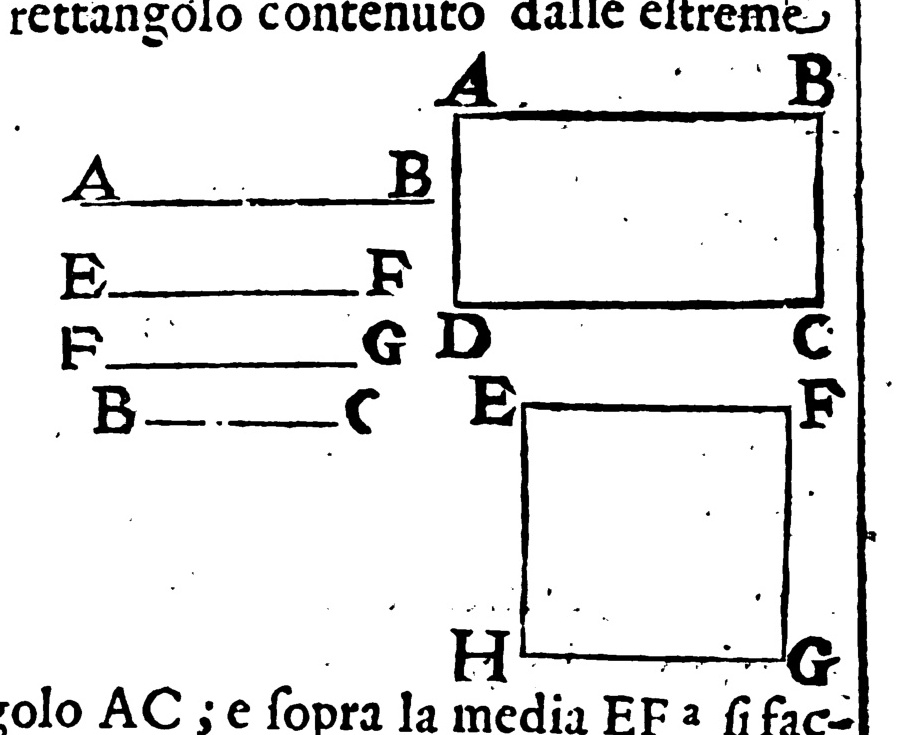 rettangolo contenuto dalle eſtreme
A B
A B
E F
F G
D C
B C
E F
H G
golo AC ; e ſopra la media EF a ſi fac-